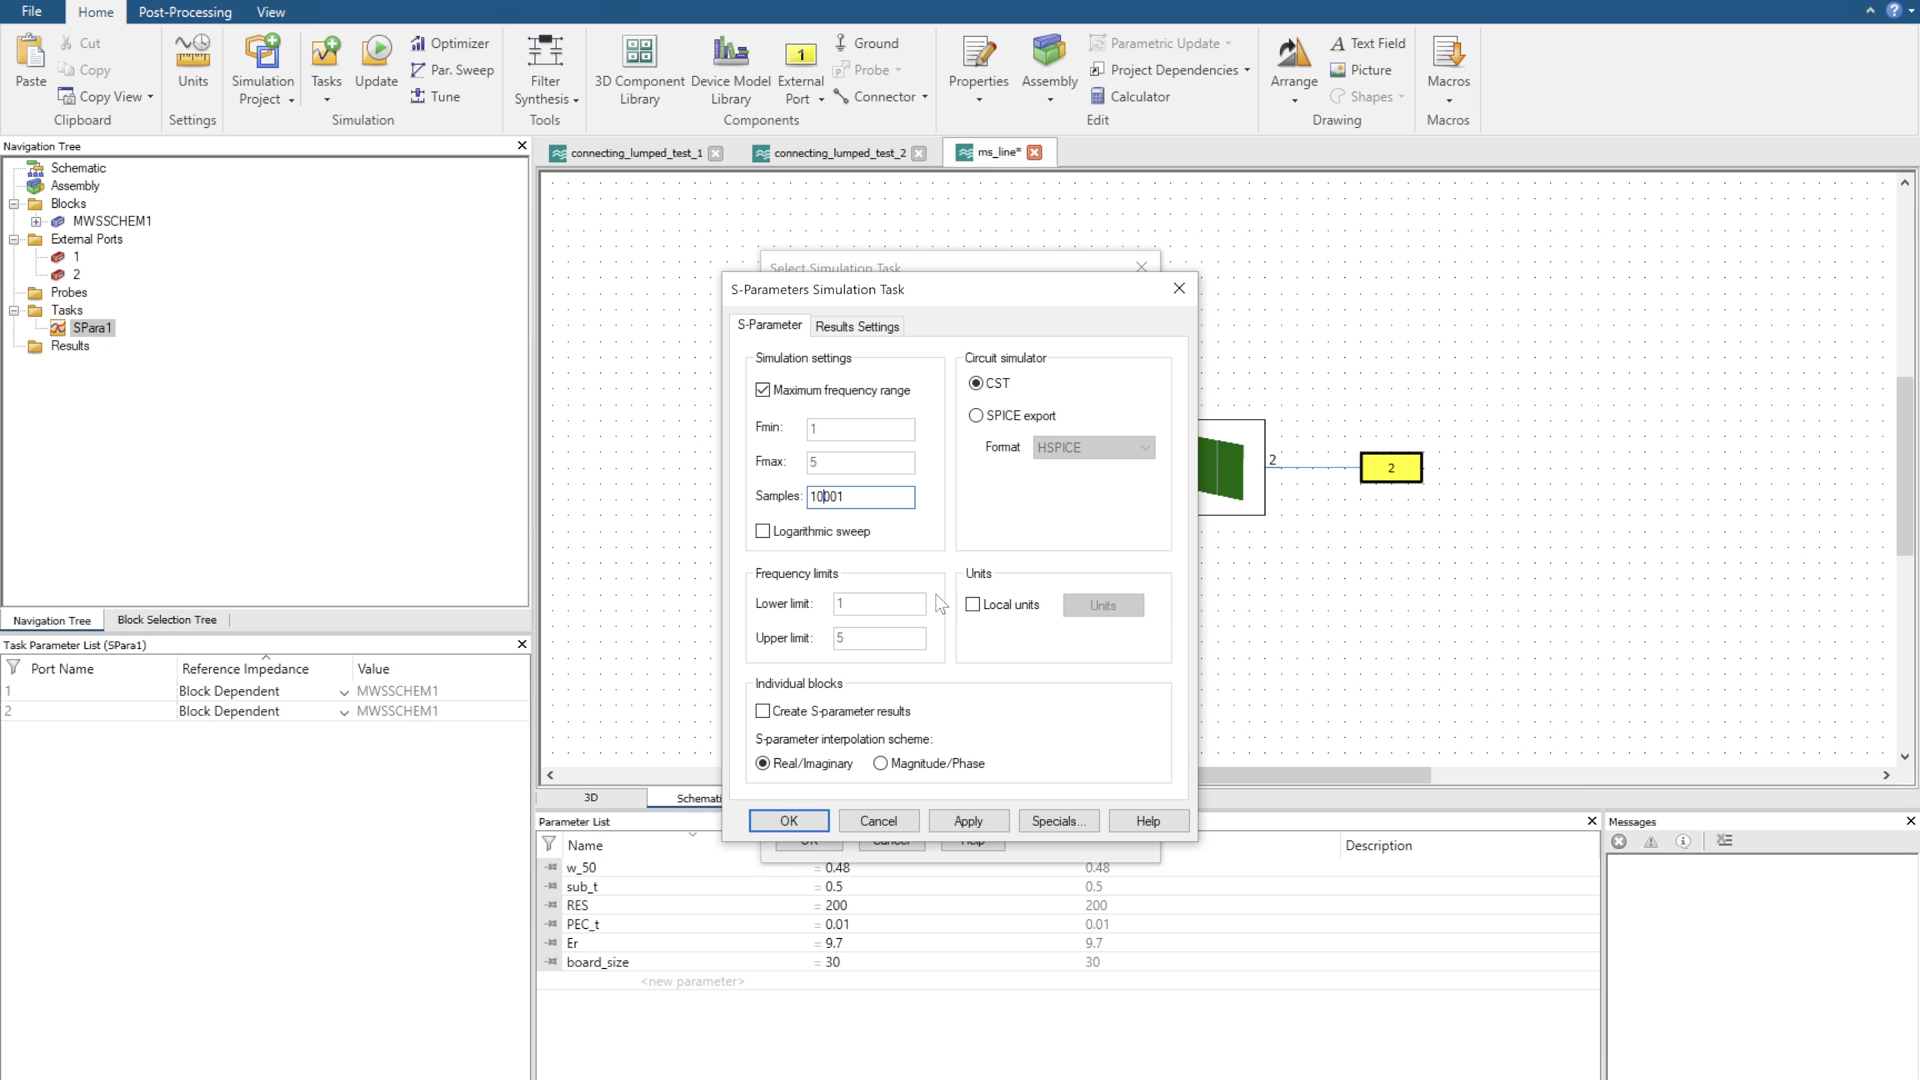 File Home Post-Processing View ?
Paste Cut Copy Copy View Clipboard
Units Settings
Simulation Project Tasks Update Optimizer Par. Sweep Tune Simulation
Filter Synthesis Tools
3D Component Library Device Model Library 1 External Port Ground Probe Connector Components
Properties Assembly Parametric Update Project Dependencies Calculator Edit
Arrange A Text Field Picture Shapes Drawing
Macros Macros
Navigation Tree
Schematic
Assembly
Blocks
MWSSCHEM1
External Ports
1
2
Probes
Tasks
SPara1
Results
Navigation Tree Block Selection Tree
Task Parameter List (SPara1)
Port Name Reference Impedance Value
1 Block Dependent MWSSCHEM1
2 Block Dependent MWSSCHEM1
connecting_lumped_test_1 connecting_lumped_test_2 ms_line*
Select Simulation Task
S-Parameters Simulation Task
S-Parameter Results Settings
Simulation settings
Maximum frequency range
Fmin: 1
Fmax: 5
Samples: 10001
Logarithmic sweep
Circuit simulator
CST
SPICE export
Format HSPICE
Frequency limits
Lower limit: 1
Upper limit: 5
Units
Local units Units
Individual blocks
Create S-parameter results
S-parameter interpolation scheme:
Real/Imaginary Magnitude/Phase
OK Cancel Apply Specials... Help
2 2
3D
Parameter List
Name Description
w_50 = 0.48 0.48
sub_t = 0.5 0.5
RES = 200 200
PEC_t = 0.01 0.01
Er = 9.7 9.7
board_size = 30 30
<new parameter>
Messages